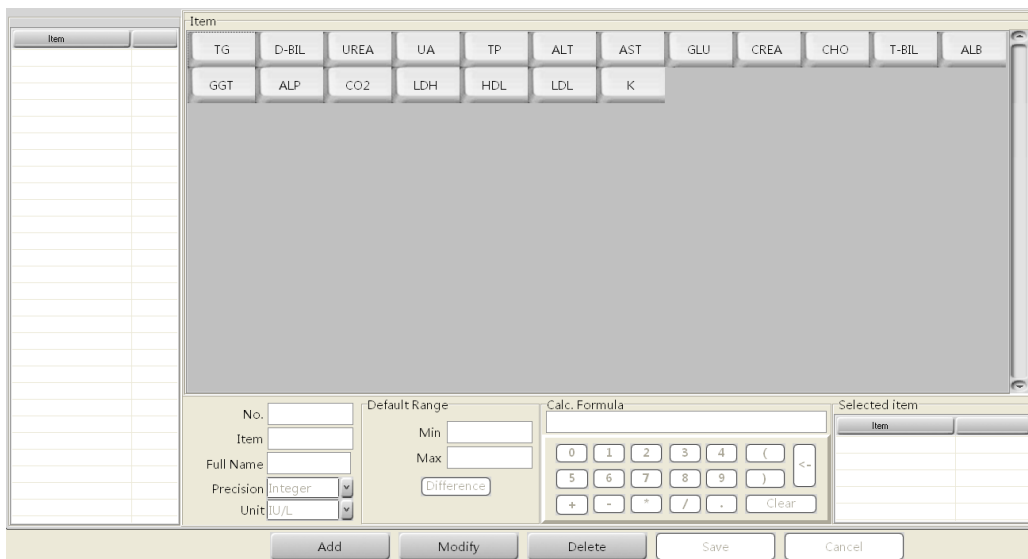 Item
Item
TG D-BIL UREA UA TP ALT AST GLU CREA CHO T-BIL ALB
GGT ALP CO2 LDH HDL LDL K
No.
Item
Full Name
Precision Integer
Unit IU/L
Default Range
Min
Max
Difference
Calc. Formula
0 1 2 3 4 ( <-
5 6 7 8 9 )
+ - * / . Clear
Selected item
Item
Add Modify Delete Save Cancel